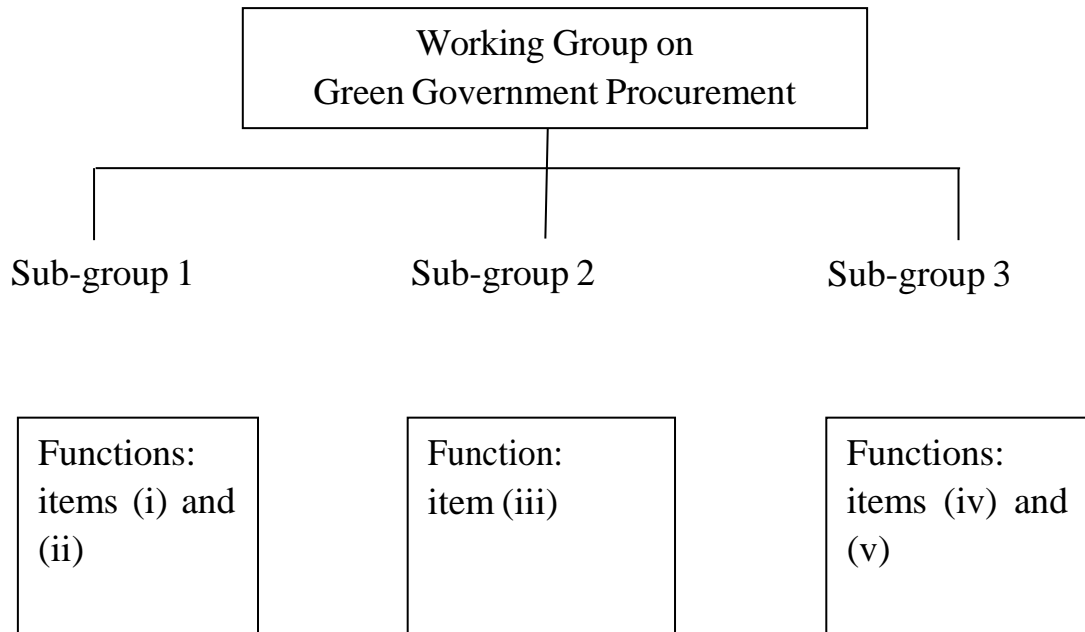 Working Group on
Green Government Procurement
Sub-group 1
Sub-group 2
Sub-group 3
Functions:
items (i) and
(ii)
Function:
item (iii)
Functions:
items (iv) and
(v)